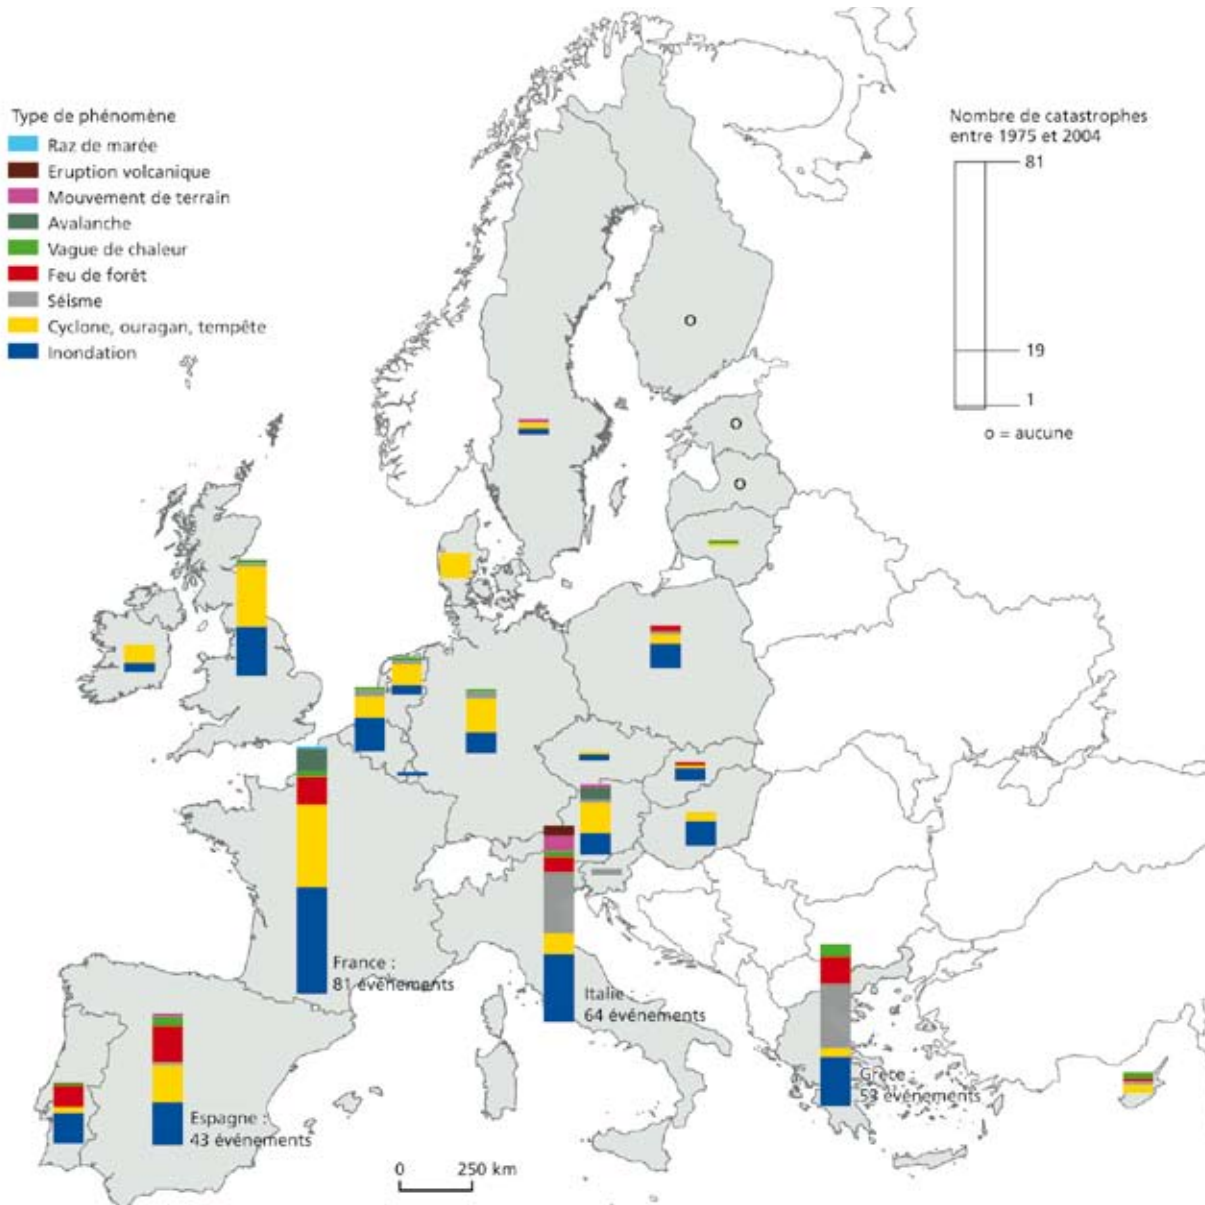 Type de phénomène
Raz de marée
Eruption volcanique
Mouvement de terrain
Avalanche
Vague de chaleur
Feu de forêt
Séisme
Cyclone, ouragan, tempête
Inondation
Nombre de catastrophes
entre 1975 et 2004
81
19
1
o = aucune
o
o
o
France :
81 événements
Italie :
64 événements
Grèce :
53 événements
Espagne :
43 événements
0 250 km